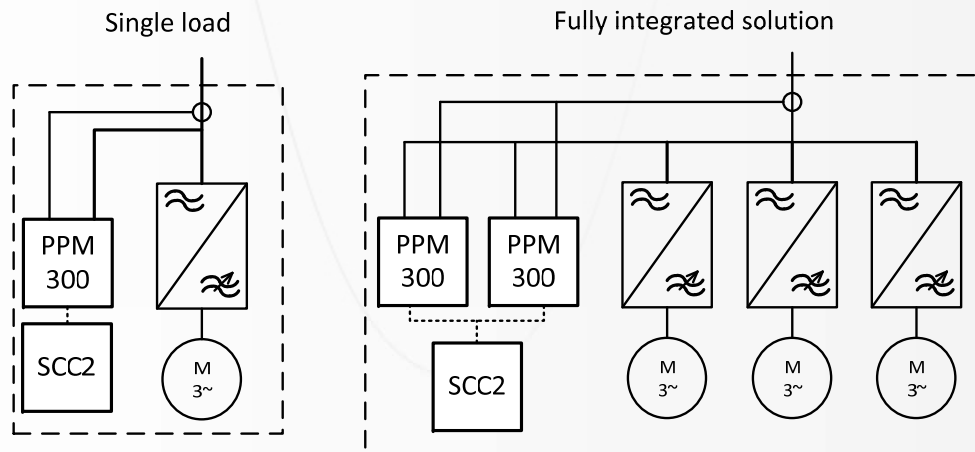 Single load
Fully integrated solution
PPM
300
SCC2
M
3~
PPM
300
PPM
300
SCC2
M
3~
M
3~
M
3~